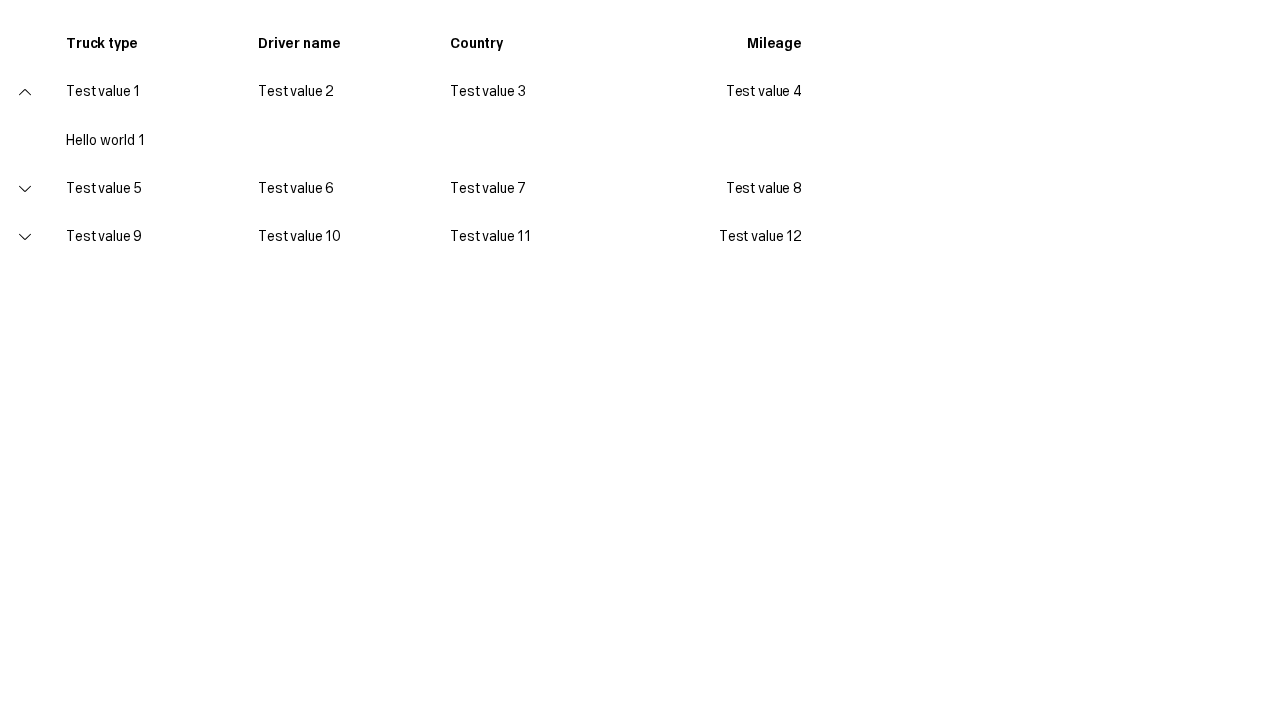 Truck type Driver name Country Mileage
Test value 1 Test value 2 Test value 3 Test value 4
Hello world 1
Test value 5 Test value 6 Test value 7 Test value 8
Test value 9 Test value 10 Test value 11 Test value 12